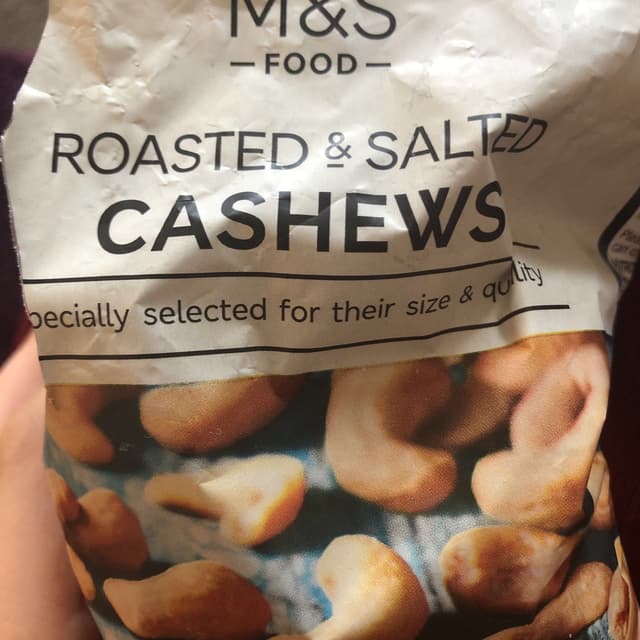 M&S
FOOD
ROASTED & SALTED
CASHEWS
pecially selected for their size & quality